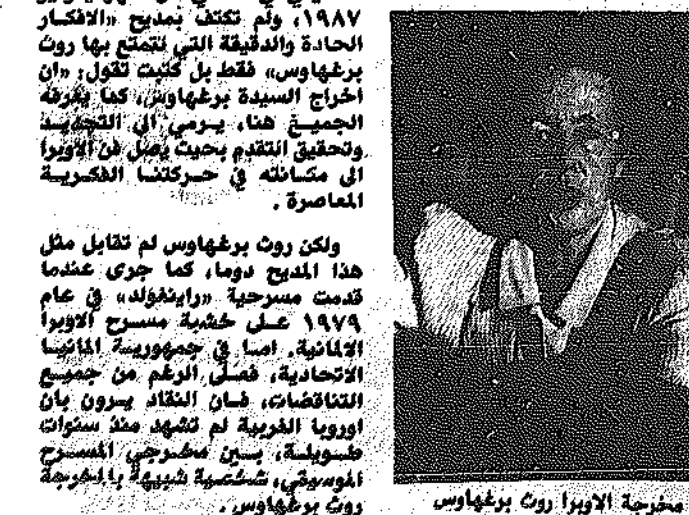 ١٩٨٧، ولم تكتف بمديح «الافكار
الحادة والدقيقة التي تتمتع بها روث
برغهاوس» فقط بل كتبت تقول: «ان
اخراج السيدة برغهاوس، كما يعرفه
الجميع هنا، يرمي الى التجديد
وتحقيق التقدم بحيث يصل فن الأوبرا
الى مكانته في حركتنا الفكرية
المعاصرة.
ولكن روث برغهاوس لم تقابل مثل
هذا المديح دوما، كما جرى عندما
قدمت مسرحية «راينغولد» في عام
١٩٧٩ على خشبة مسرح الاوبرا
الالمانية. اما في جمهورية المانيا
الاتحادية، فعلى الرغم من جميع
التناقضات، فان النقاد يرون بان
اوروبا الغربية لم تشهد منذ سنوات
طويلة، بين مخرجي المسرح
الموسيقي، شخصية شبيهة بالمخرجة
روث برغهاوس.
مخرجة الاوبرا روث برغهاوس